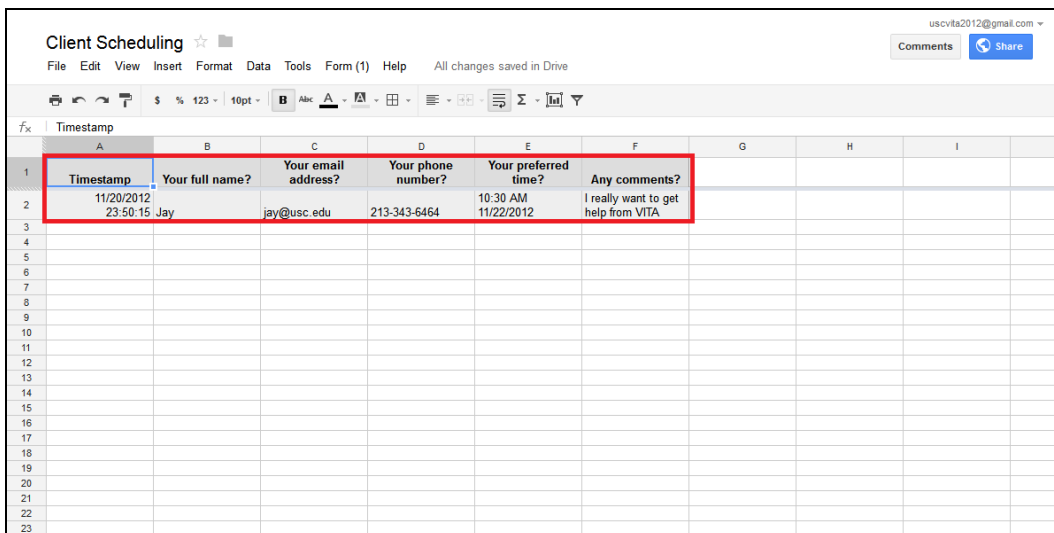 uscvita2012@gmail.com
Client Scheduling
Comments Share
File Edit View Insert Format Data Tools Form (1) Help All changes saved in Drive
$ % 123 10pt B Abc A A Σ
fx Timestamp
A B C D E F G H I
1 Timestamp Your full name? Your email address? Your phone number? Your preferred time? Any comments?
2 11/20/2012 23:50:15 Jay jay@usc.edu 213-343-6464 10:30 AM 11/22/2012 I really want to get help from VITA
3
4
5
6
7
8
9
10
11
12
13
14
15
16
17
18
19
20
21
22
23